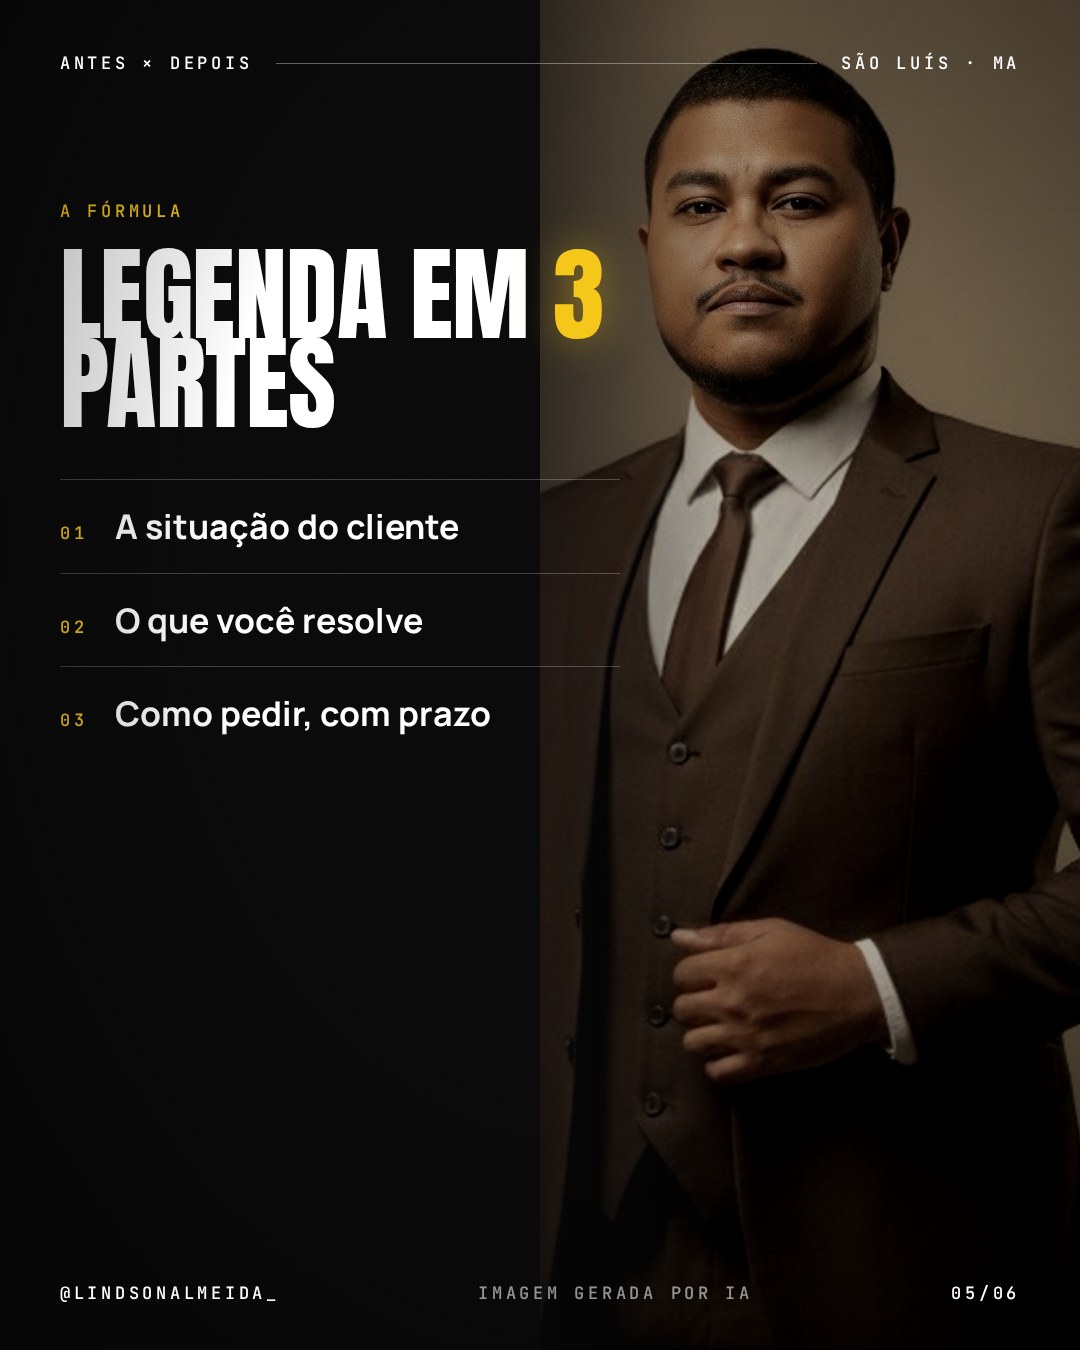 ANTES × DEPOIS
SÃO LUÍS · MA
A FÓRMULA
LEGENDA EM 3
PARTES
01 A situação do cliente
02 O que você resolve
03 Como pedir, com prazo
@LINDSONALMEIDA_
IMAGEM GERADA POR IA
05/06